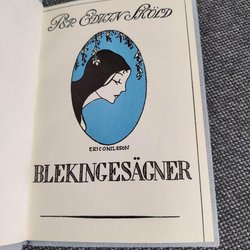 PER EDVIN SKÖLD
ERIC O NILSSON
BLEKINGESÄGNER